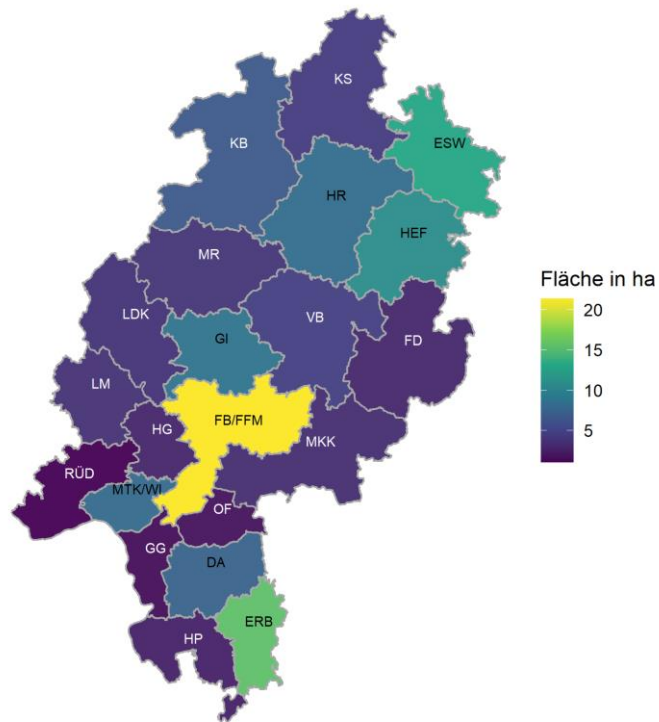 KS
KB
ESW
HR
HEF
MR
Fläche in ha
20
15
10
5
LDK
VB
GI
FD
LM
HG
FB/FFM
MKK
RÜD
MTK/WI
OF
GG
DA
ERB
HP